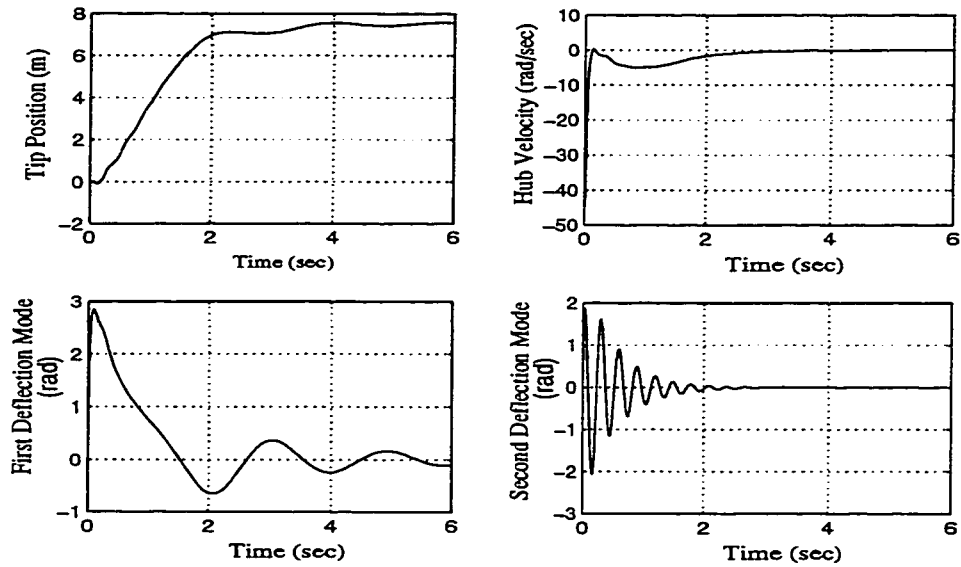 8
6
4
2
0
−2
Tip Position (m)
0 2 4 6
Time (sec)
10
0
−10
−20
−30
−40
−50
Hub Velocity (rad/sec)
0 2 4 6
Time (sec)
3
2
1
0
−1
First Deflection Mode
(rad)
0 2 4 6
Time (sec)
2
1
0
−1
−2
−3
Second Deflection Mode
(rad)
0 2 4 6
Time (sec)